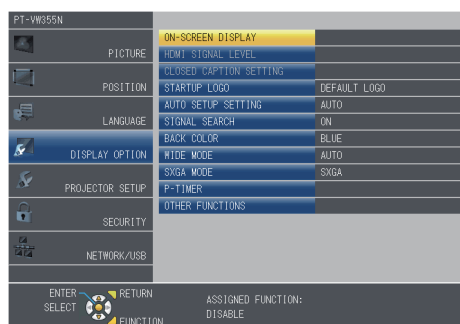 PT-VW355N
PICTURE
POSITION
LANGUAGE
DISPLAY OPTION
PROJECTOR SETUP
SECURITY
NETWORK/USB
ON-SCREEN DISPLAY
HDMI SIGNAL LEVEL
CLOSED CAPTION SETTING
STARTUP LOGO DEFAULT LOGO
AUTO SETUP SETTING AUTO
SIGNAL SEARCH ON
BACK COLOR BLUE
WIDE MODE AUTO
SXGA MODE SXGA
P-TIMER
OTHER FUNCTIONS
ENTER RETURN
SELECT
FUNCTION
ASSIGNED FUNCTION:
DISABLE